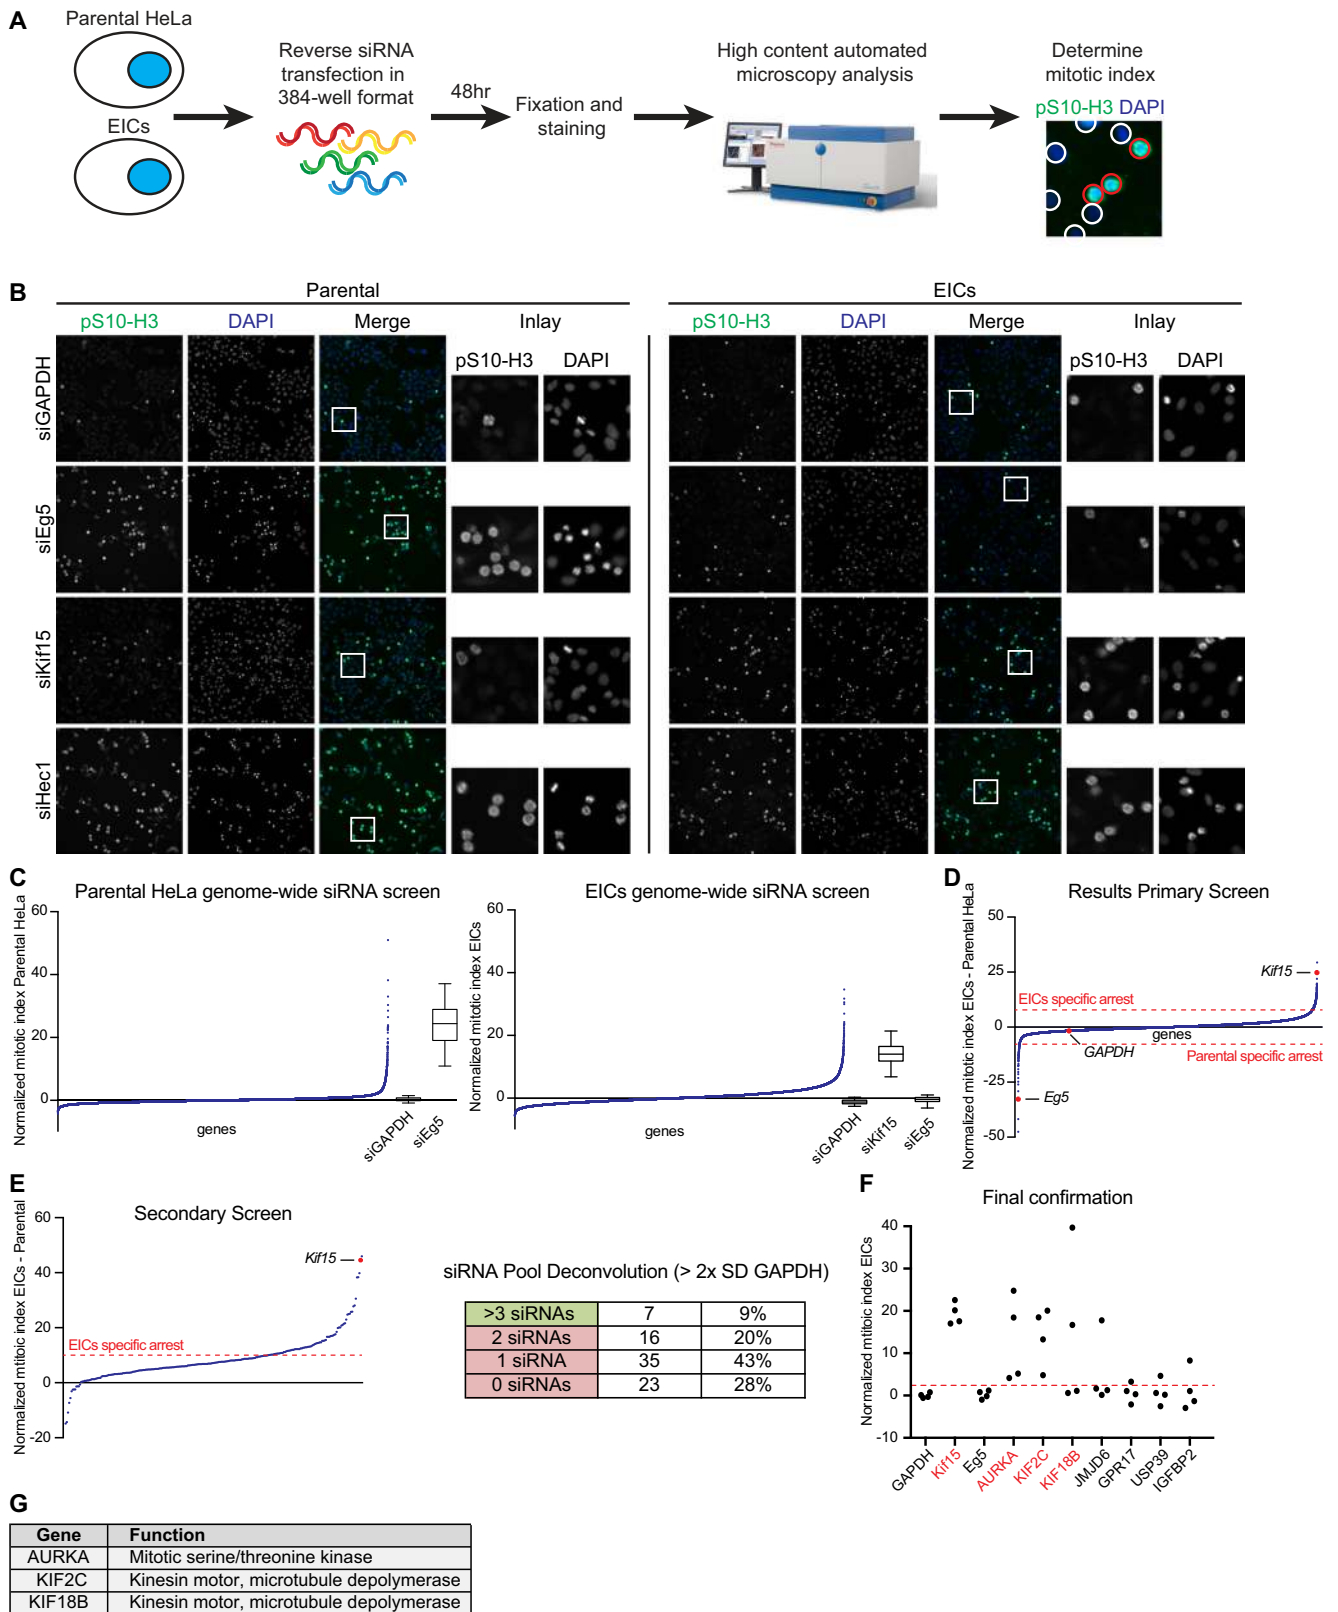 A
Parental HeLa
EICs
Reverse siRNA
transfection in
384-well format
48hr
Fixation and
staining
High content automated
microscopy analysis
Determine
mitotic index
pS10-H3 DAPI
B
Parental
EICs
pS10-H3 DAPI Merge Inlay
pS10-H3 DAPI
pS10-H3 DAPI Merge Inlay
pS10-H3 DAPI
siGAPDH
siEg5
siKif15
siHec1
C
Parental HeLa genome-wide siRNA screen
Normalized mitotic index Parental HeLa
60
40
20
0
genes
siGAPDH
siEg5
EICs genome-wide siRNA screen
Normalized mitotic index EICs
60
40
20
0
genes
siGAPDH
siKif15
siEg5
D
Results Primary Screen
Normalized mitotic index EICs - Parental HeLa
50
25
0
-25
-50
Kif15
EICs specific arrest
genes
GAPDH
Parental specific arrest
Eg5
E
Secondary Screen
Normalized mtitoic index EICs - Parental
60
40
20
0
-20
Kif15
EICs specific arrest
siRNA Pool Deconvolution (> 2x SD GAPDH)
>3 siRNAs 7 9%
2 siRNAs 16 20%
1 siRNA 35 43%
0 siRNAs 23 28%
F
Final confirmation
Normalized mtitoic index EICs
40
30
20
10
0
-10
GAPDH
Kif15
Eg5
AURKA
KIF2C
KIF18B
JMJD6
GPR17
USP39
IGFBP2
G
Gene Function
AURKA Mitotic serine/threonine kinase
KIF2C Kinesin motor, microtubule depolymerase
KIF18B Kinesin motor, microtubule depolymerase